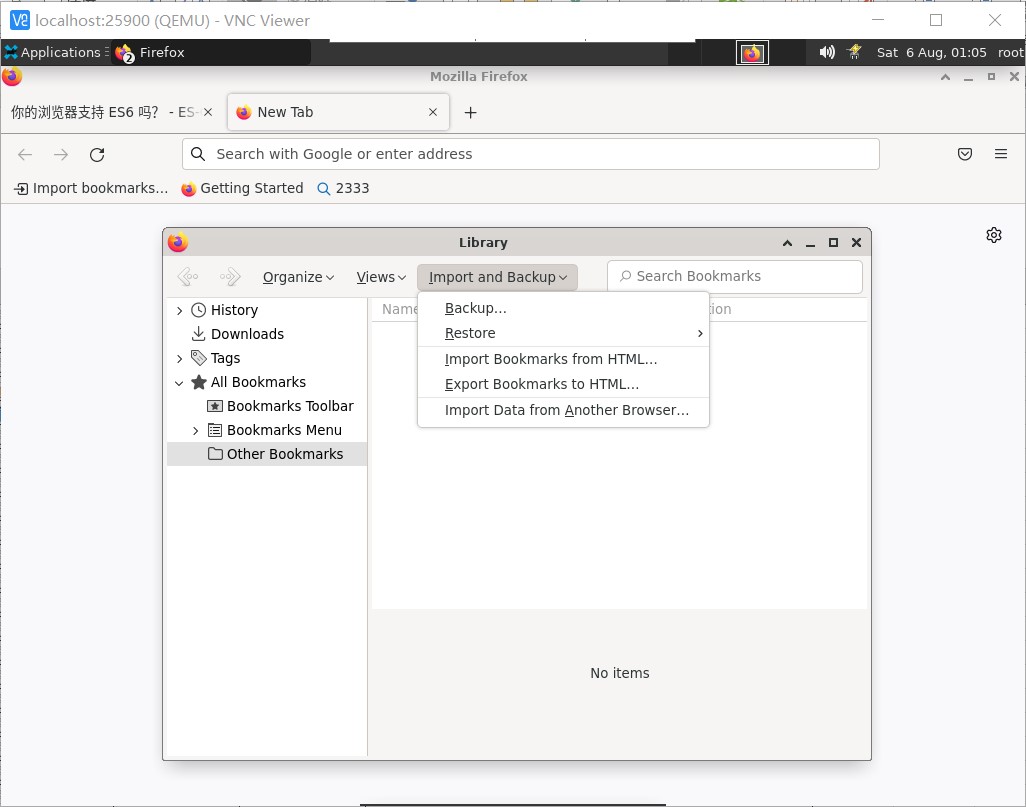 localhost:25900 (QEMU) - VNC Viewer
Applications 2 Firefox Sat 6 Aug, 01:05 root
Mozilla Firefox
你的浏览器支持 ES6 吗？ - ES- New Tab
Search with Google or enter address
Import bookmarks... Getting Started 2333
Library
Organize Views Import and Backup Search Bookmarks
History
Downloads
Tags
All Bookmarks
Bookmarks Toolbar
Bookmarks Menu
Other Bookmarks
Name
Backup...
Restore
Import Bookmarks from HTML...
Export Bookmarks to HTML...
Import Data from Another Browser...
No items